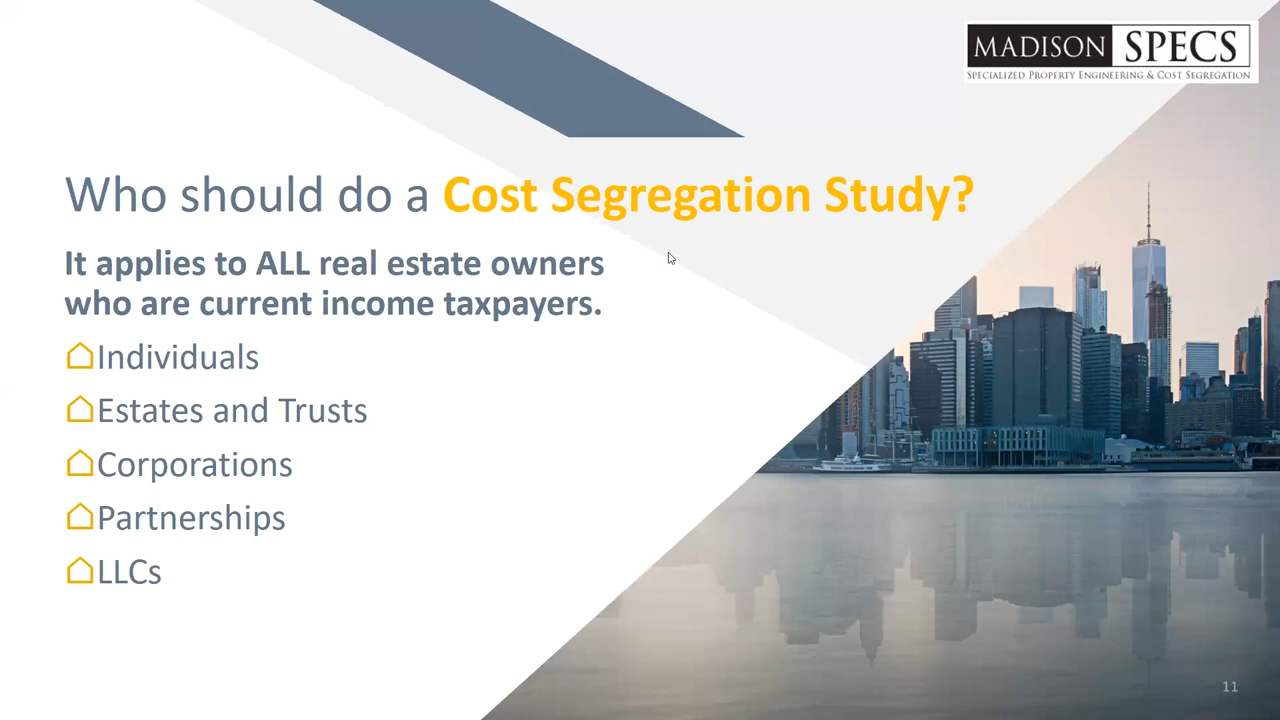 MADISON SPECS
SPECIALIZED PROPERTY ENGINEERING & COST SEGREGATION
Who should do a Cost Segregation Study?
It applies to ALL real estate owners
who are current income taxpayers.
Individuals
Estates and Trusts
Corporations
Partnerships
LLCs
11